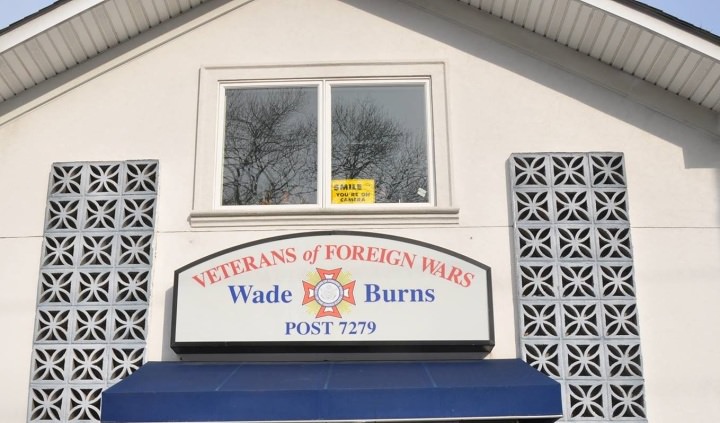 SMILE
YOU'RE ON
CAMERA
VETERANS of FOREIGN WARS
Wade Burns
POST 7279